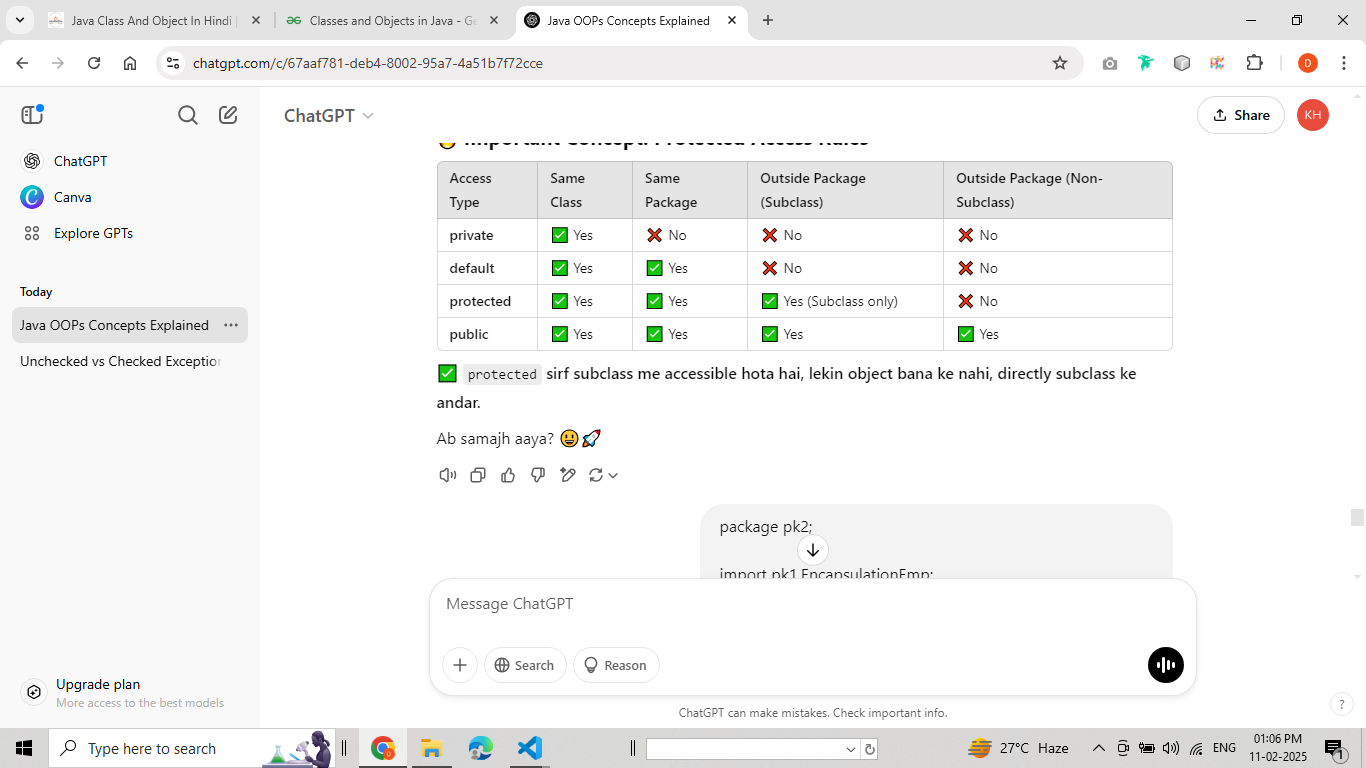 Java Class And Object In Hindi
Classes and Objects in Java - Ge
Java OOPs Concepts Explained
chatgpt.com/c/67aaf781-deb4-8002-95a7-4a51b7f72cce
D
ChatGPT
Share
KH
ChatGPT
Canva
Explore GPTs
Today
Java OOPs Concepts Explained
Unchecked vs Checked Exception
Upgrade plan
More access to the best models
Important Concept: Protected Access Rules
Access Type
Same Class
Same Package
Outside Package (Subclass)
Outside Package (Non-Subclass)
private ✅ Yes ❌ No ❌ No ❌ No
default ✅ Yes ✅ Yes ❌ No ❌ No
protected ✅ Yes ✅ Yes ✅ Yes (Subclass only) ❌ No
public ✅ Yes ✅ Yes ✅ Yes ✅ Yes
✅ protected sirf subclass me accessible hota hai, lekin object bana ke nahi, directly subclass ke
andar.
Ab samajh aaya? 😃🚀
package pk2;
import pk1.EncapsulationEmp;
Message ChatGPT
Search
Reason
ChatGPT can make mistakes. Check important info.
?
Type here to search
27°C Haze
ENG
01:06 PM
11-02-2025
1